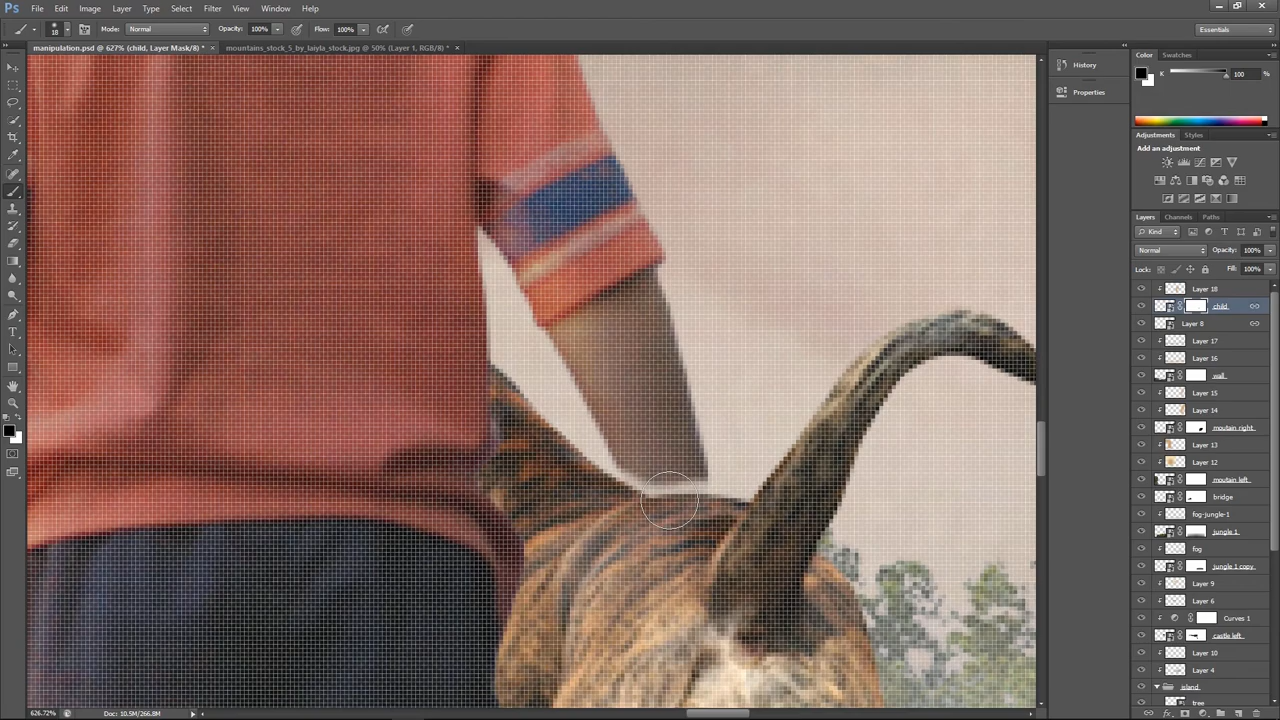 Ps File Edit Image Layer Type Select Filter View Window Help
18 Mode: Normal Opacity: 100% Flow: 100% Essentials
manipulation.psd @ 627% (child, Layer Mask/8) * × mountains_stock_5_by_laiyla_stock.jpg @ 50% (Layer 1, RGB/8) * ×
History
Properties
Color Swatches
K 100 %
Adjustments Styles
Add an adjustment
Layers Channels Paths
Kind
Normal Opacity: 100%
Lock: Fill: 100%
Layer 18
child
Layer 8
Layer 17
Layer 16
wall
Layer 15
Layer 14
moutain right
Layer 13
Layer 12
moutain left
bridge
fog-jungle-1
jungle 1
fog
jungle 1 copy
Layer 9
Layer 6
Curves 1
castle left
Layer 10
Layer 4
island
tree
626.72% Doc: 10.5M/266.8M